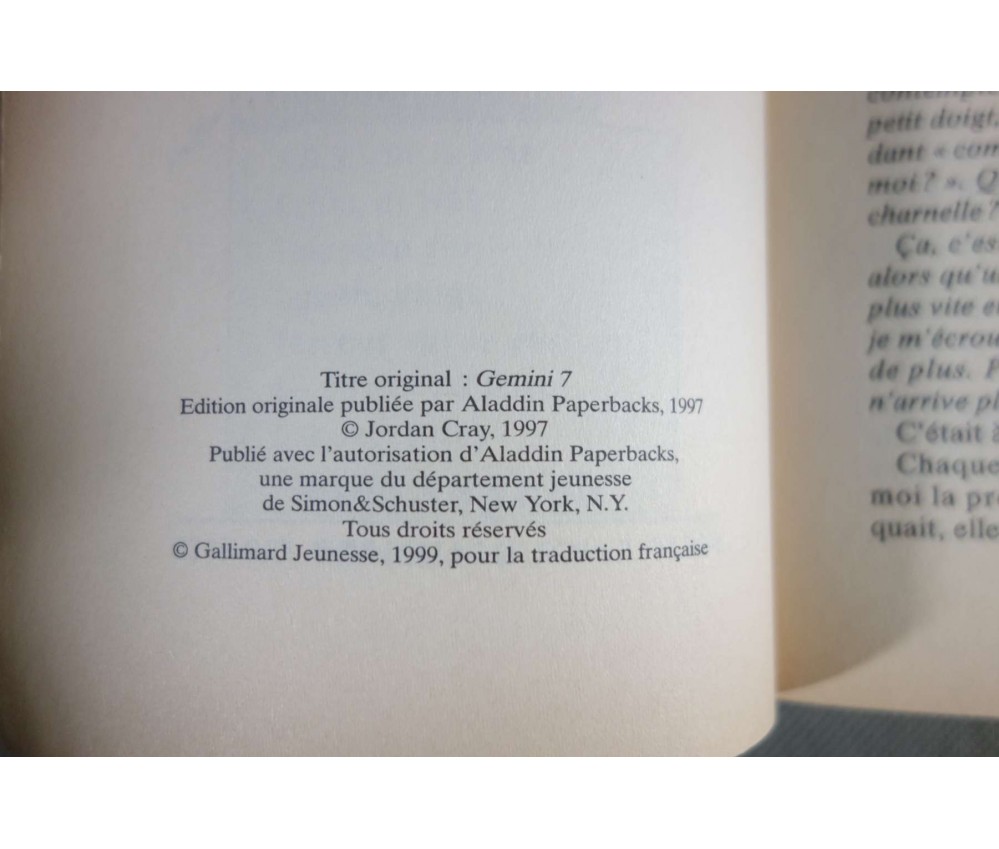 Titre original : Gemini 7
Edition originale publiée par Aladdin Paperbacks, 1997
© Jordan Cray, 1997
Publié avec l'autorisation d'Aladdin Paperbacks,
une marque du département jeunesse
de Simon&Schuster, New York, N.Y.
Tous droits réservés
© Gallimard Jeunesse, 1999, pour la traduction française
petit doigt,
dant « com
moi ? ». Q
charnelle ?
Ça, c'es
alors qu'u
plus vite e
je m'écrou
de plus. P
n'arrive pl
C'était à
Chaque
moi la pr
quait, elle